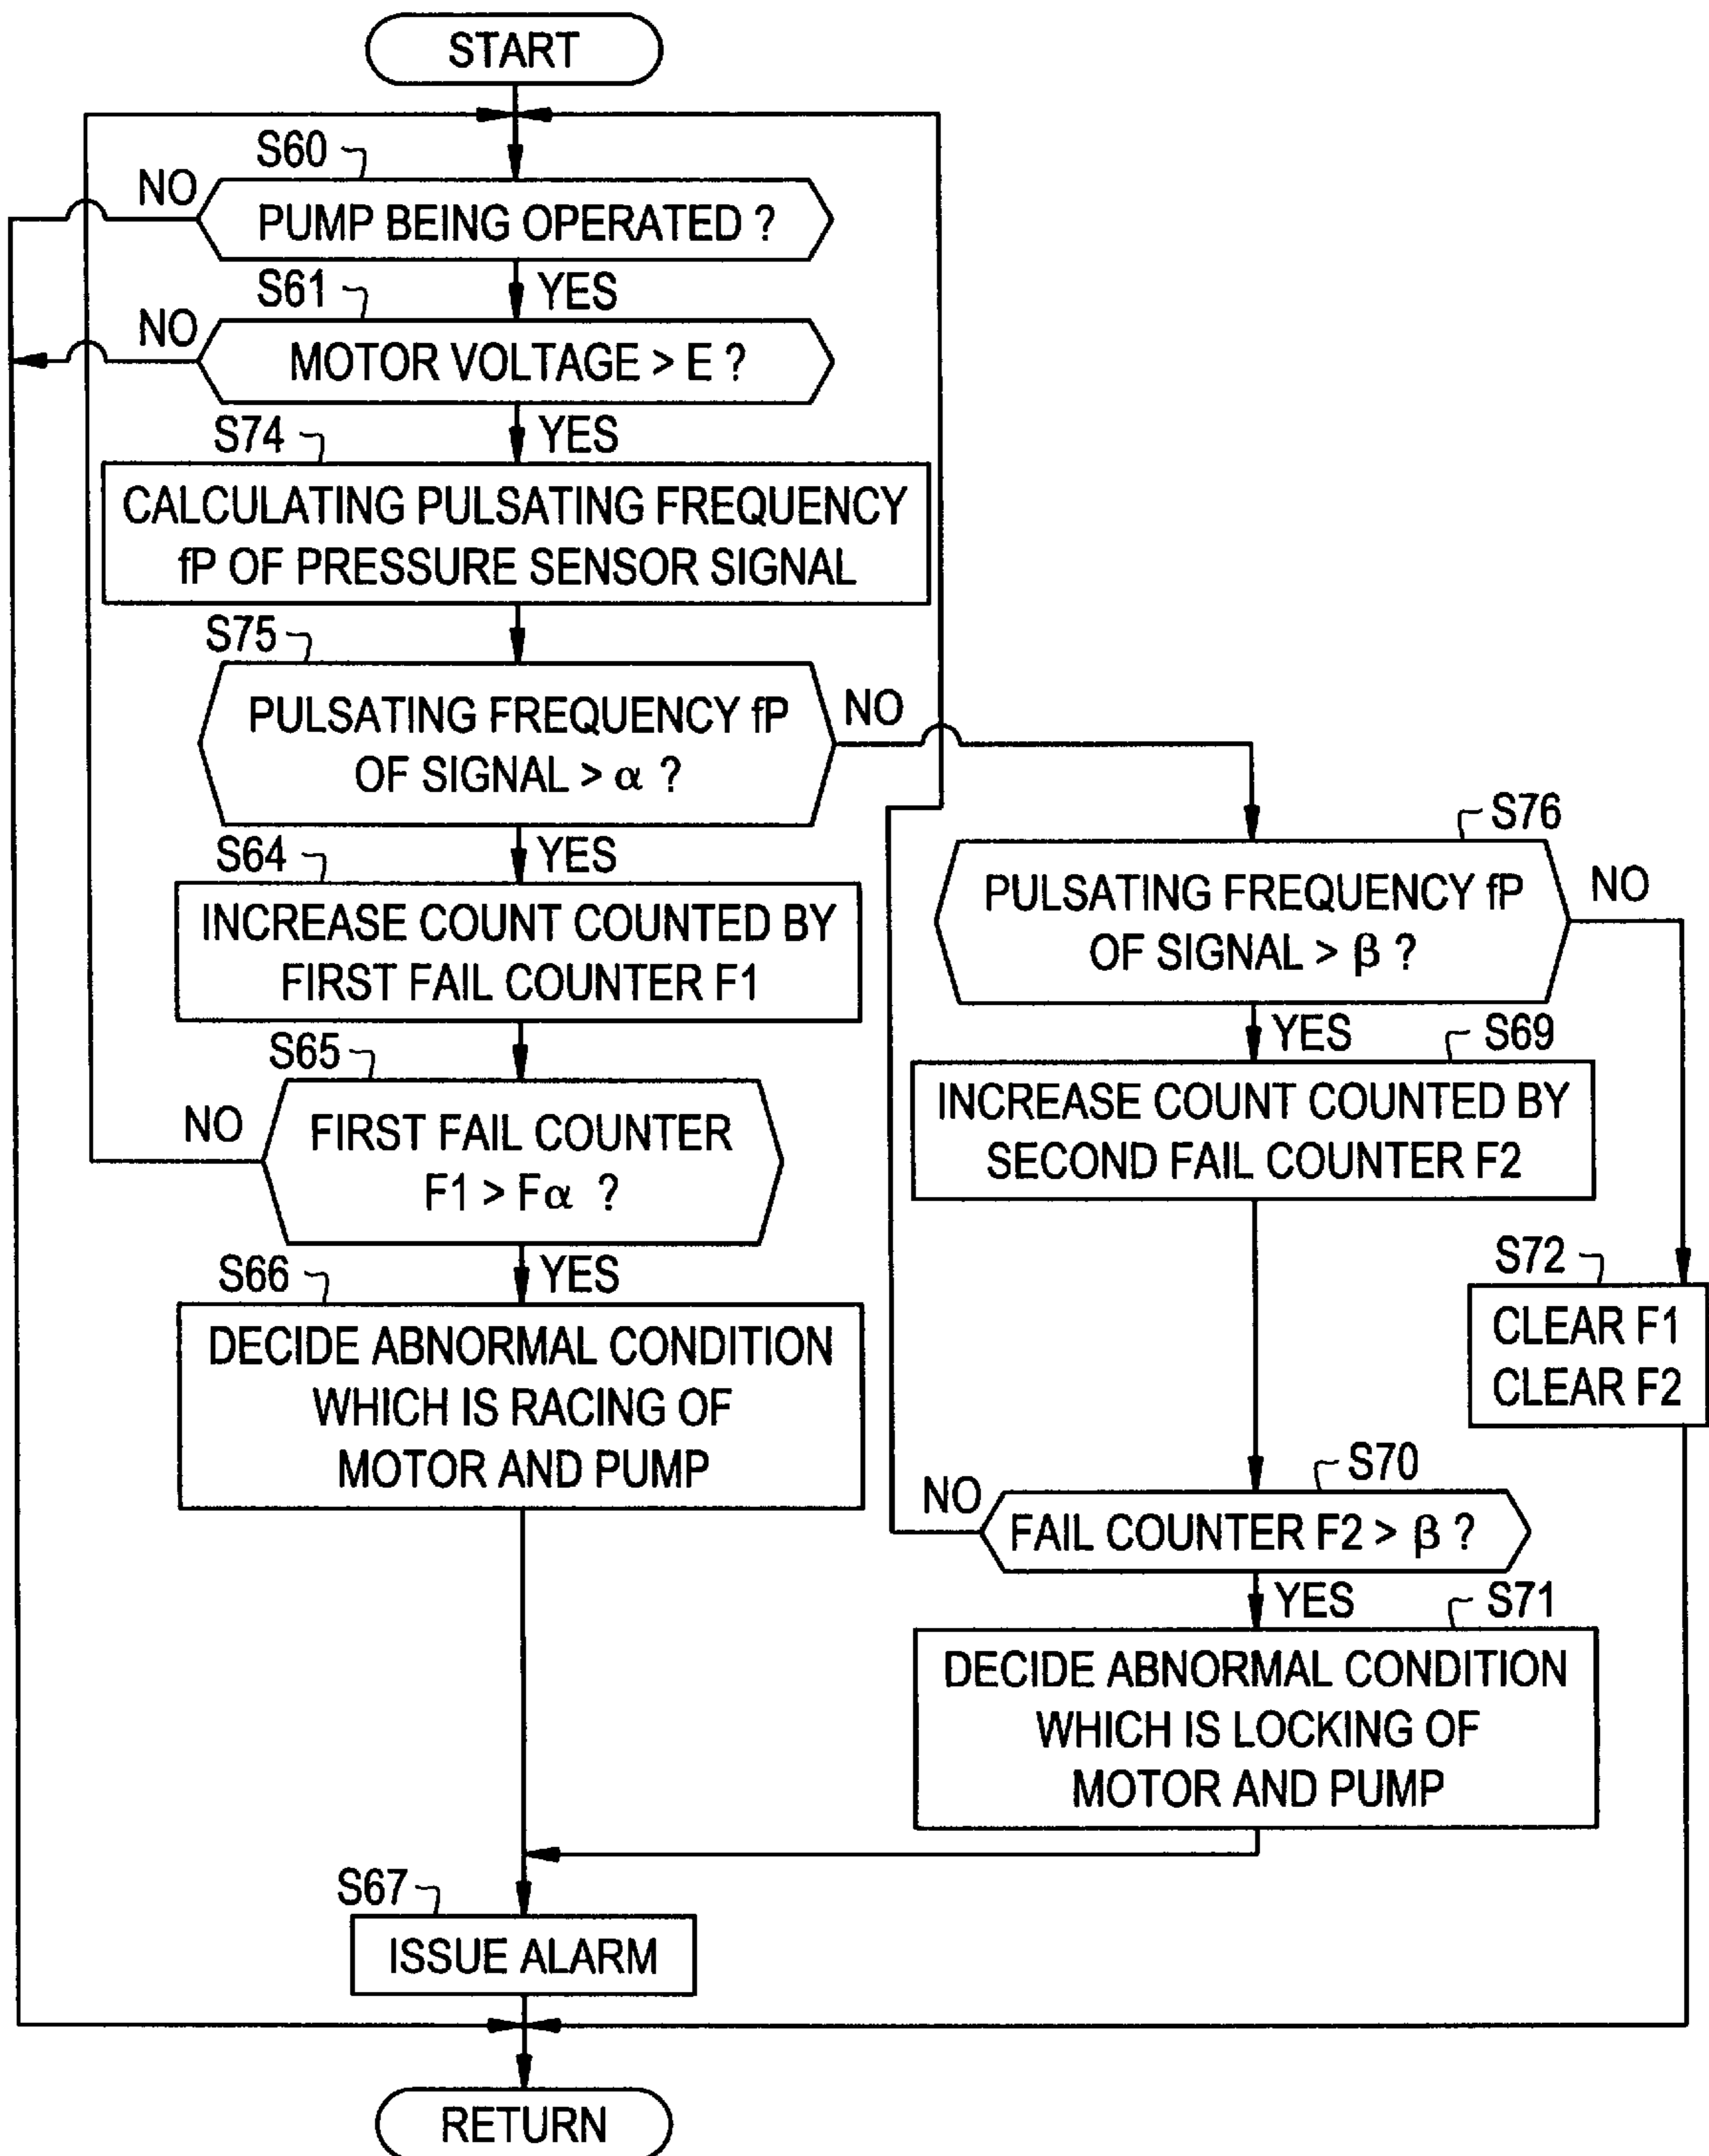 START
S60
NO
PUMP BEING OPERATED ?
S61
YES
NO
MOTOR VOLTAGE > E ?
S74
YES
CALCULATING PULSATING FREQUENCY
fP OF PRESSURE SENSOR SIGNAL
S75
PULSATING FREQUENCY fP
OF SIGNAL > α ?
NO
S64
YES
INCREASE COUNT COUNTED BY
FIRST FAIL COUNTER F1
S65
NO
FIRST FAIL COUNTER
F1 > Fα ?
S66
YES
DECIDE ABNORMAL CONDITION
WHICH IS RACING OF
MOTOR AND PUMP
S76
PULSATING FREQUENCY fP
OF SIGNAL > β ?
NO
YES
S69
INCREASE COUNT COUNTED BY
SECOND FAIL COUNTER F2
S72
CLEAR F1
CLEAR F2
S70
NO
FAIL COUNTER F2 > β ?
YES
S71
DECIDE ABNORMAL CONDITION
WHICH IS LOCKING OF
MOTOR AND PUMP
S67
ISSUE ALARM
RETURN